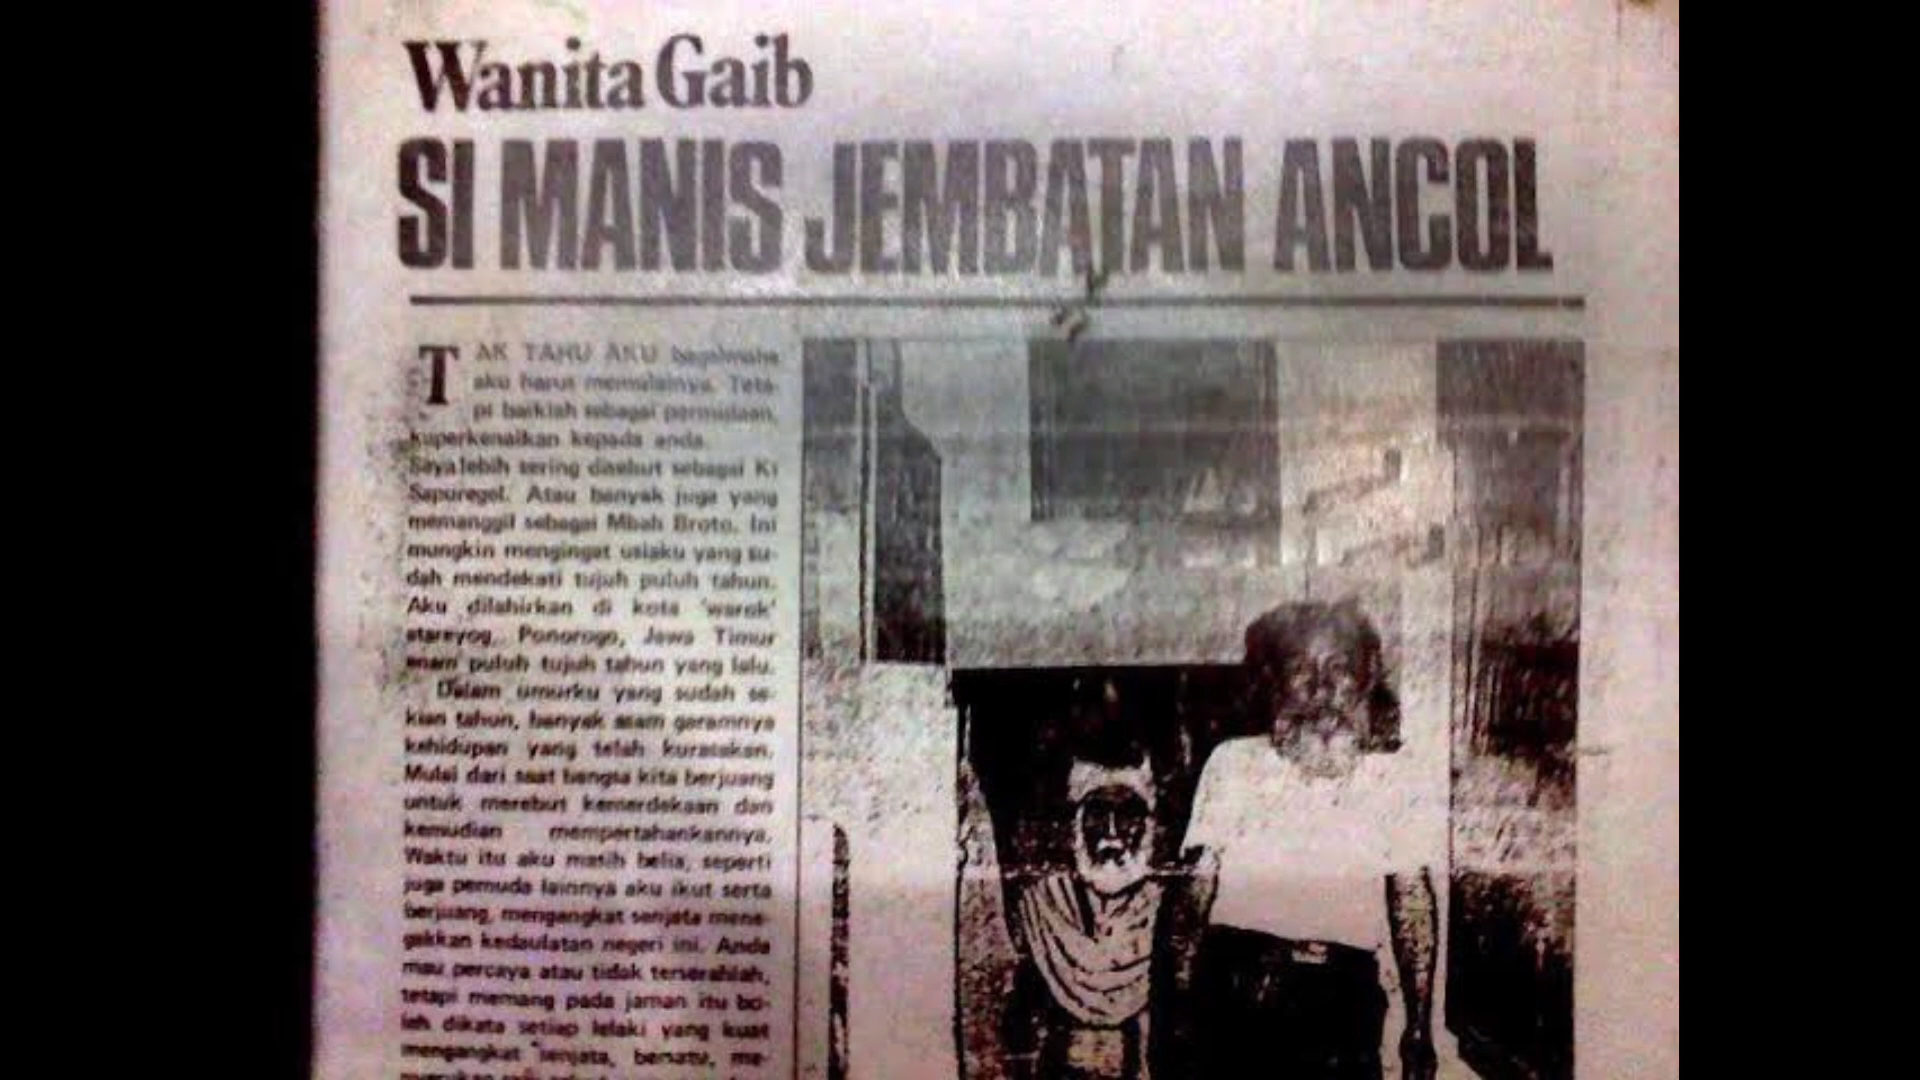 Wanita Gaib
SI MANIS JEMBATAN ANCOL
TAK TAHU AKU bagaimana
aku harus memulainya. Teta-
pi baiklah sebagai permulaan,
kuperkenalkan kepada anda.
Saya lebih sering disebut sebagai Ki
Sapuregel. Atau banyak juga yang
memanggil sebagai Mbah Broto. Ini
mungkin mengingat usiaku yang su-
dah mendekati tujuh puluh tahun.
Aku dilahirkan di kota 'warok'
atareyog, Ponorogo, Jawa Timur
enam puluh tujuh tahun yang lalu.
Dalam umurku yang sudah se-
kian tahun, banyak asam garamnya
kehidupan yang telah kurasakan.
Mulai dari saat bangsa kita berjuang
untuk merebut kemerdekaan dan
kemudian mempertahankannya.
Waktu itu aku masih belia, seperti
juga pemuda lainnya aku ikut serta
berjuang, mengangkat senjata mene-
gakkan kedaulatan negeri ini. Anda
mau percaya atau tidak terserahlah,
tetapi memang pada jaman itu bo-
leh dikata setiap lelaki yang kuat
mengangkat senjata, bersatu, me-